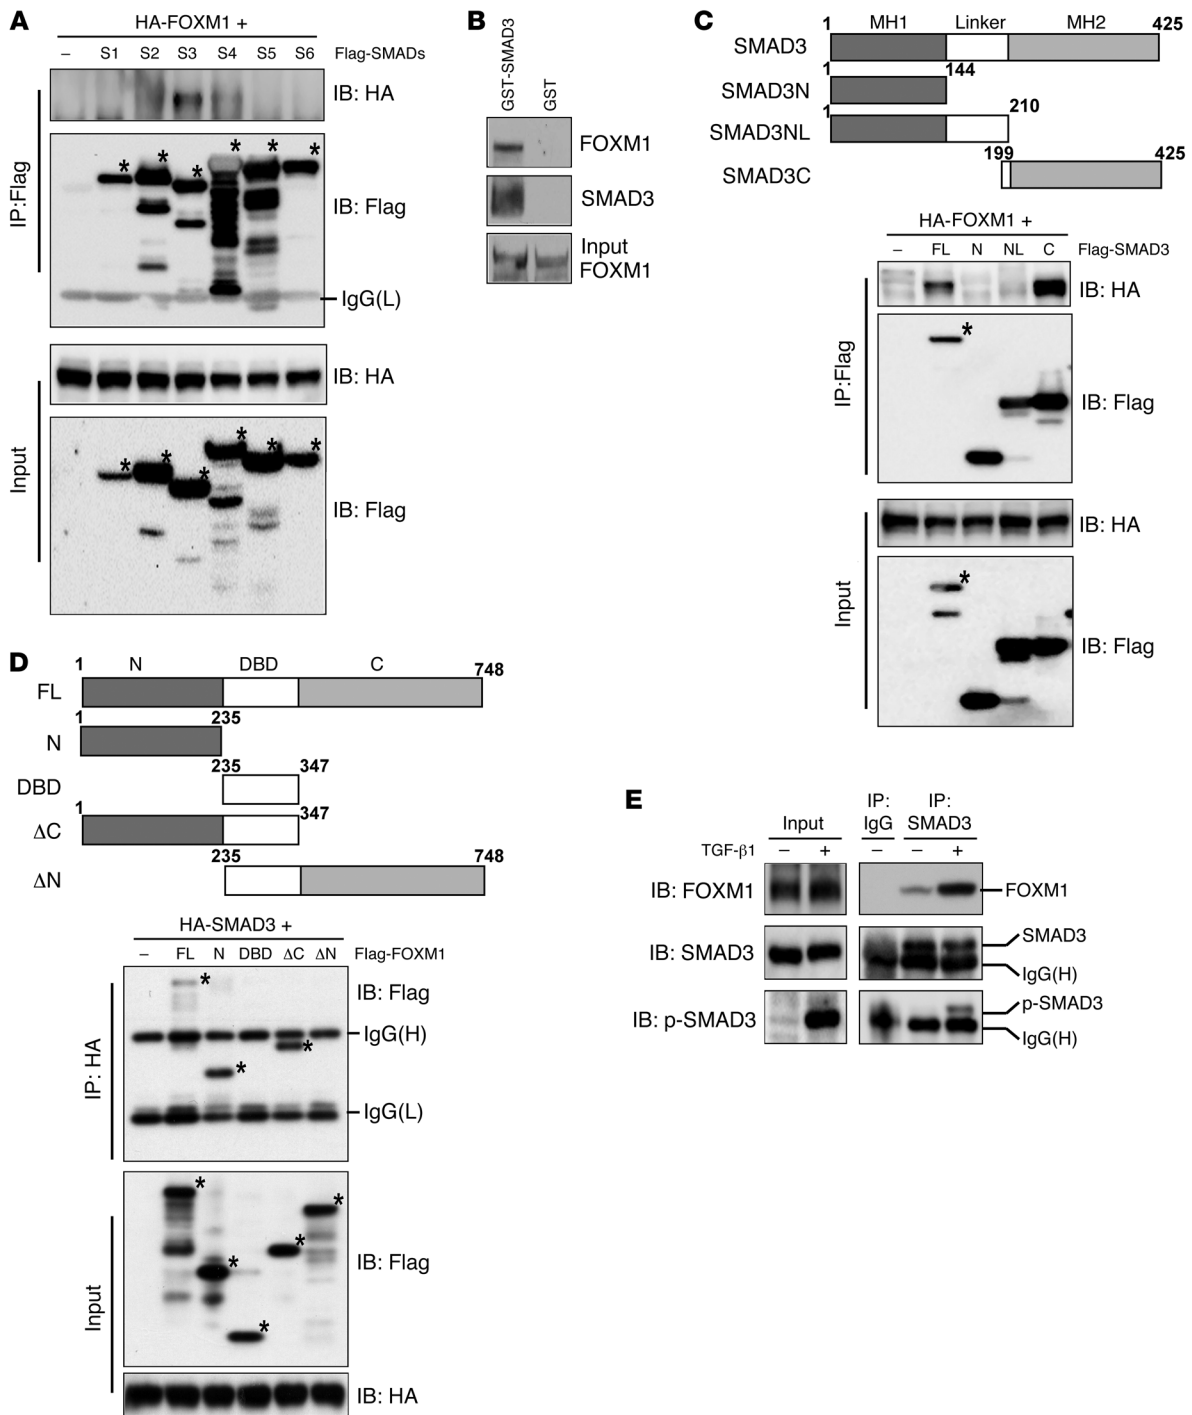 A
HA-FOXM1 +
– S1 S2 S3 S4 S5 S6 Flag-SMADs
IP:Flag
IB: HA
* * * * * *
IB: Flag
IgG(L)
Input
IB: HA
* * * * * *
IB: Flag
B
GST-SMAD3
GST
FOXM1
SMAD3
Input
FOXM1
C
1 MH1 Linker MH2 425
SMAD3
1 144
SMAD3N
1 210
SMAD3NL
199 425
SMAD3C
HA-FOXM1 +
– FL N NL C Flag-SMAD3
IP:Flag
IB: HA
*
IB: Flag
Input
IB: HA
*
IB: Flag
D
1 N DBD C 748
FL
1 235
N
235 347
DBD
1 347
ΔC
235 748
ΔN
HA-SMAD3 +
– FL N DBD ΔC ΔN Flag-FOXM1
IP: HA
*
IB: Flag
IgG(H)
*
*
IgG(L)
Input
* * * * *
IB: Flag
IB: HA
E
Input
IP:
IgG
IP:
SMAD3
TGF-β1 – + – – +
IB: FOXM1
FOXM1
IB: SMAD3
SMAD3
IgG(H)
IB: p-SMAD3
p-SMAD3
IgG(H)